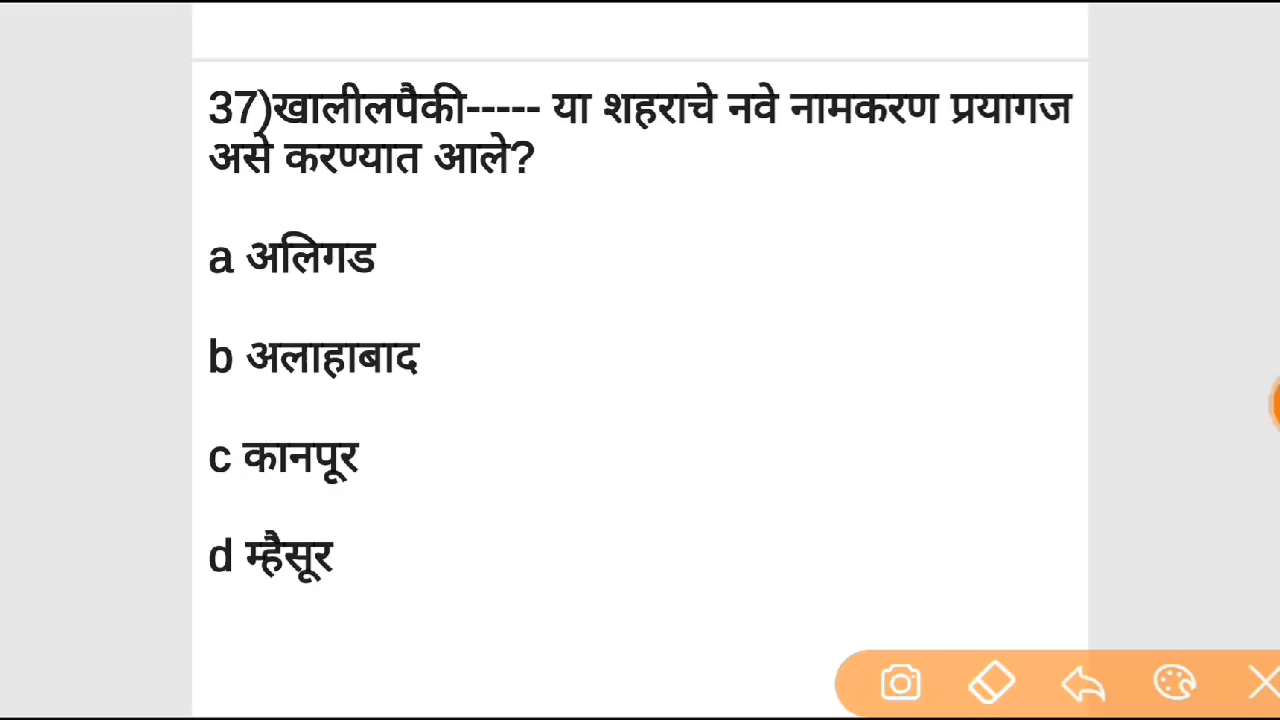 37)खालीलपैकी----- या शहराचे नवे नामकरण प्रयागज
असे करण्यात आले?
a अलिगड
b अलाहाबाद
c कानपूर
d म्हैसूर